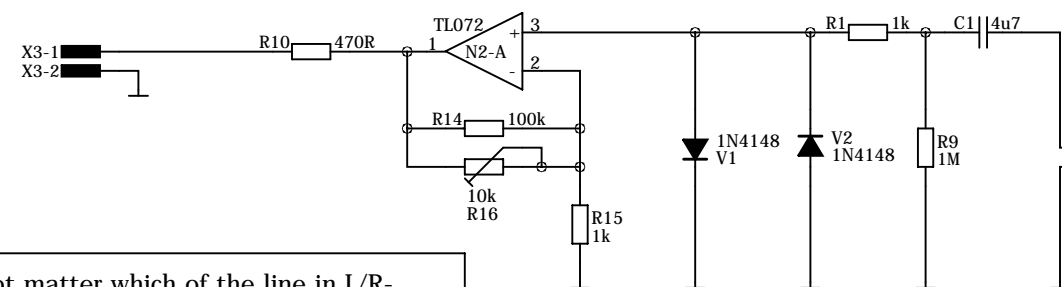 X3-1
X3-2
R10 470R
TL072
N2-A
1
+ 3
- 2
R1 1k
C1 4u7
R14 100k
10k
R16
R15
1k
1N4148
V1
V2
1N4148
R9
1M
ot matter which of the line in L/R-